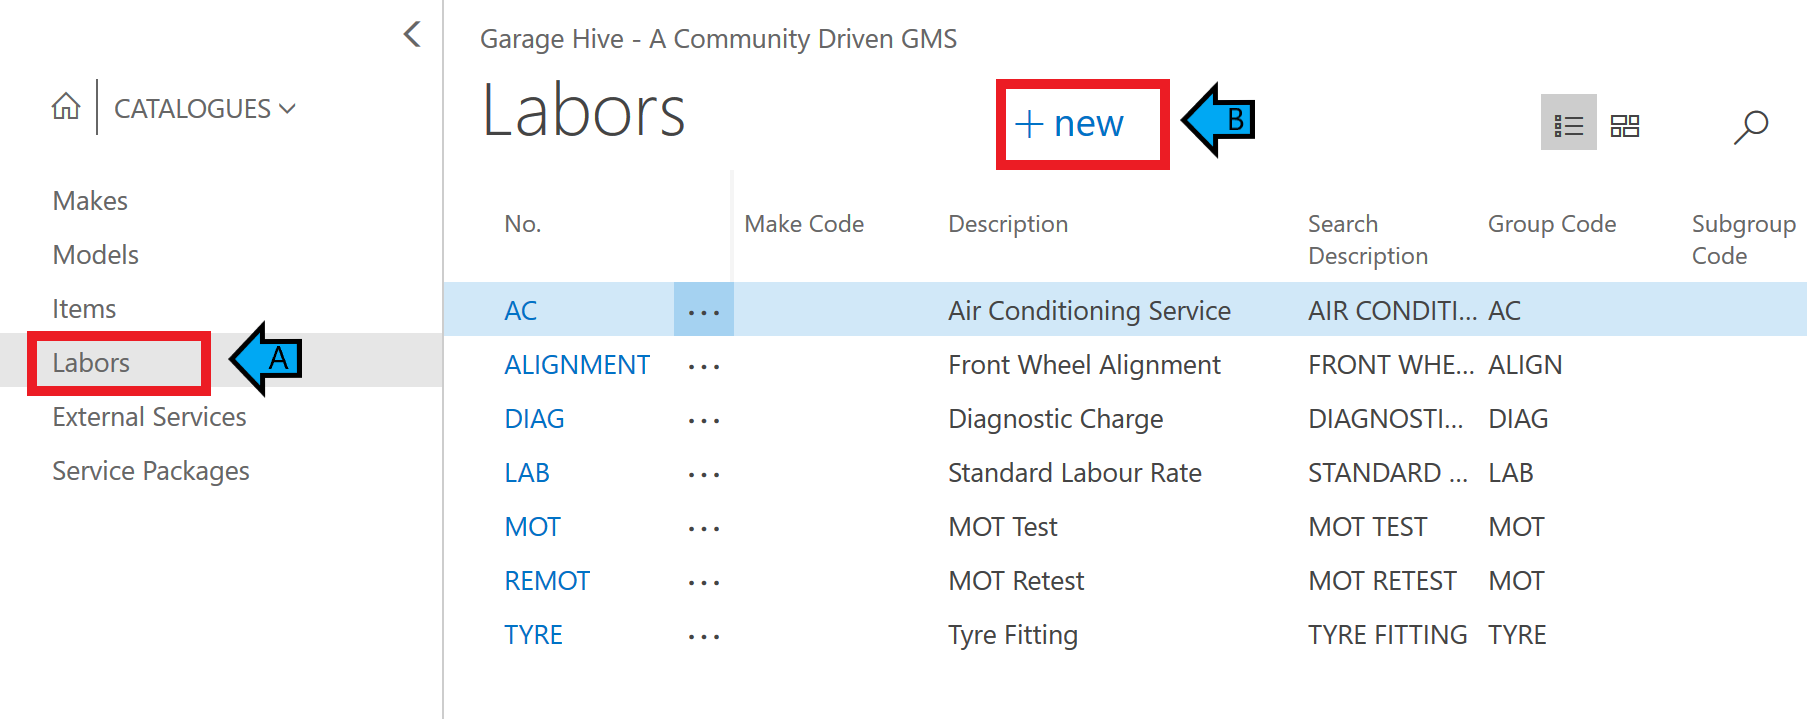 Garage Hive - A Community Driven GMS
CATALOGUES
Labors
+ new
B
Makes
Models
Items
Labors
A
External Services
Service Packages
No. Make Code Description Search Description Group Code Subgroup Code
AC ... Air Conditioning Service AIR CONDITI... AC
ALIGNMENT ... Front Wheel Alignment FRONT WHE... ALIGN
DIAG ... Diagnostic Charge DIAGNOSTI... DIAG
LAB ... Standard Labour Rate STANDARD ... LAB
MOT ... MOT Test MOT TEST MOT
REMOT ... MOT Retest MOT RETEST MOT
TYRE ... Tyre Fitting TYRE FITTING TYRE